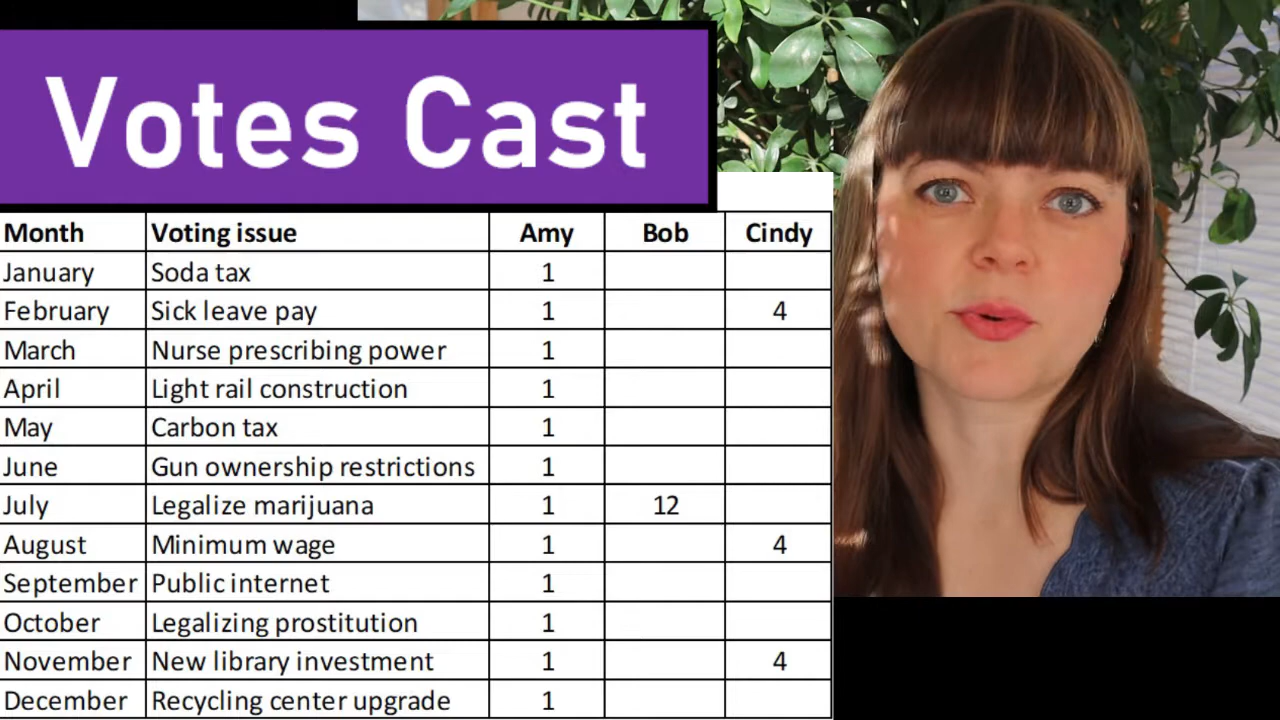 Votes Cast
Month Voting issue Amy Bob Cindy
January Soda tax 1
February Sick leave pay 1 4
March Nurse prescribing power 1
April Light rail construction 1
May Carbon tax 1
June Gun ownership restrictions 1
July Legalize marijuana 1 12
August Minimum wage 1 4
September Public internet 1
October Legalizing prostitution 1
November New library investment 1 4
December Recycling center upgrade 1